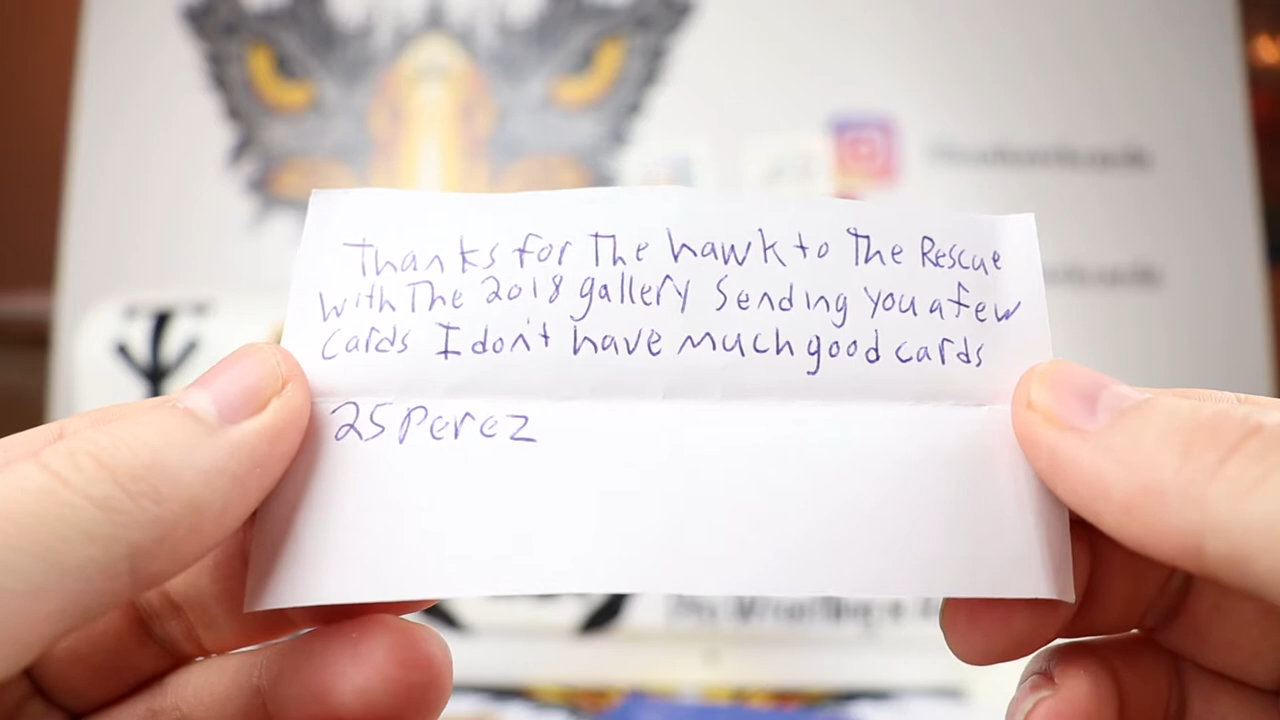 Thanks for The hawk to The Rescue
with The 2018 gallery Sending you a few
cards I don't have much good cards
25 Perez